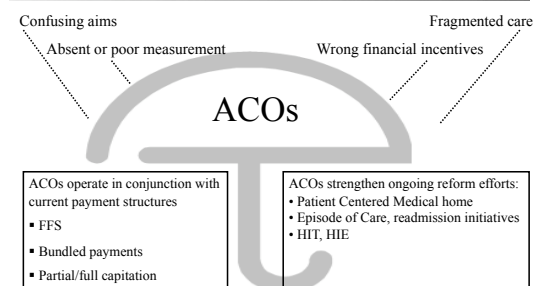 Confusing aims
Fragmented care
Absent or poor measurement
Wrong financial incentives
ACOs
ACOs operate in conjunction with
current payment structures
▪ FFS
▪ Bundled payments
▪ Partial/full capitation
ACOs strengthen ongoing reform efforts:
• Patient Centered Medical home
• Episode of Care, readmission initiatives
• HIT, HIE